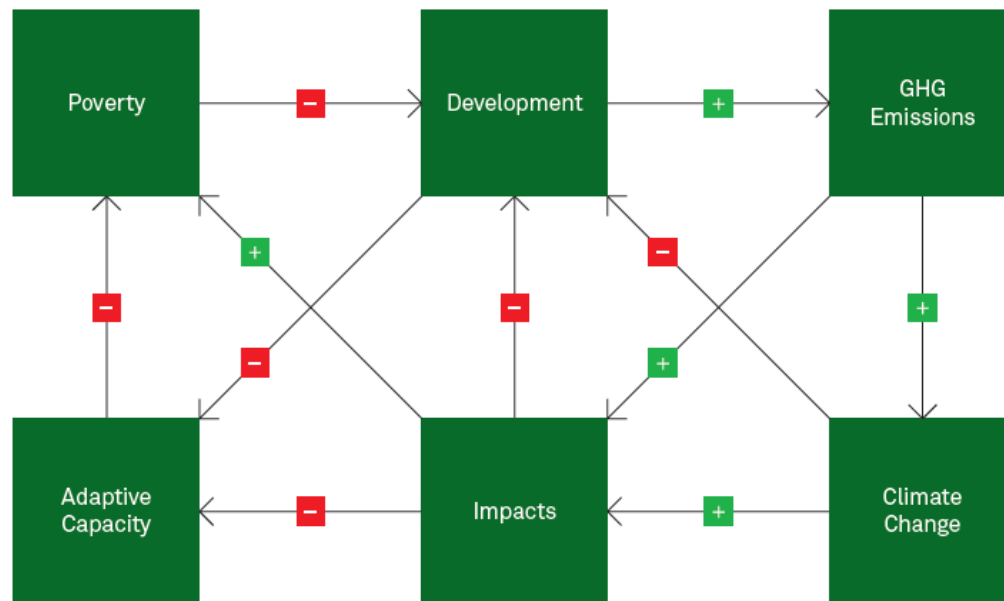 Poverty
−
Development
+
GHG
Emissions
+
−
−
−
+
−
+
Adaptive
Capacity
−
Impacts
+
Climate
Change